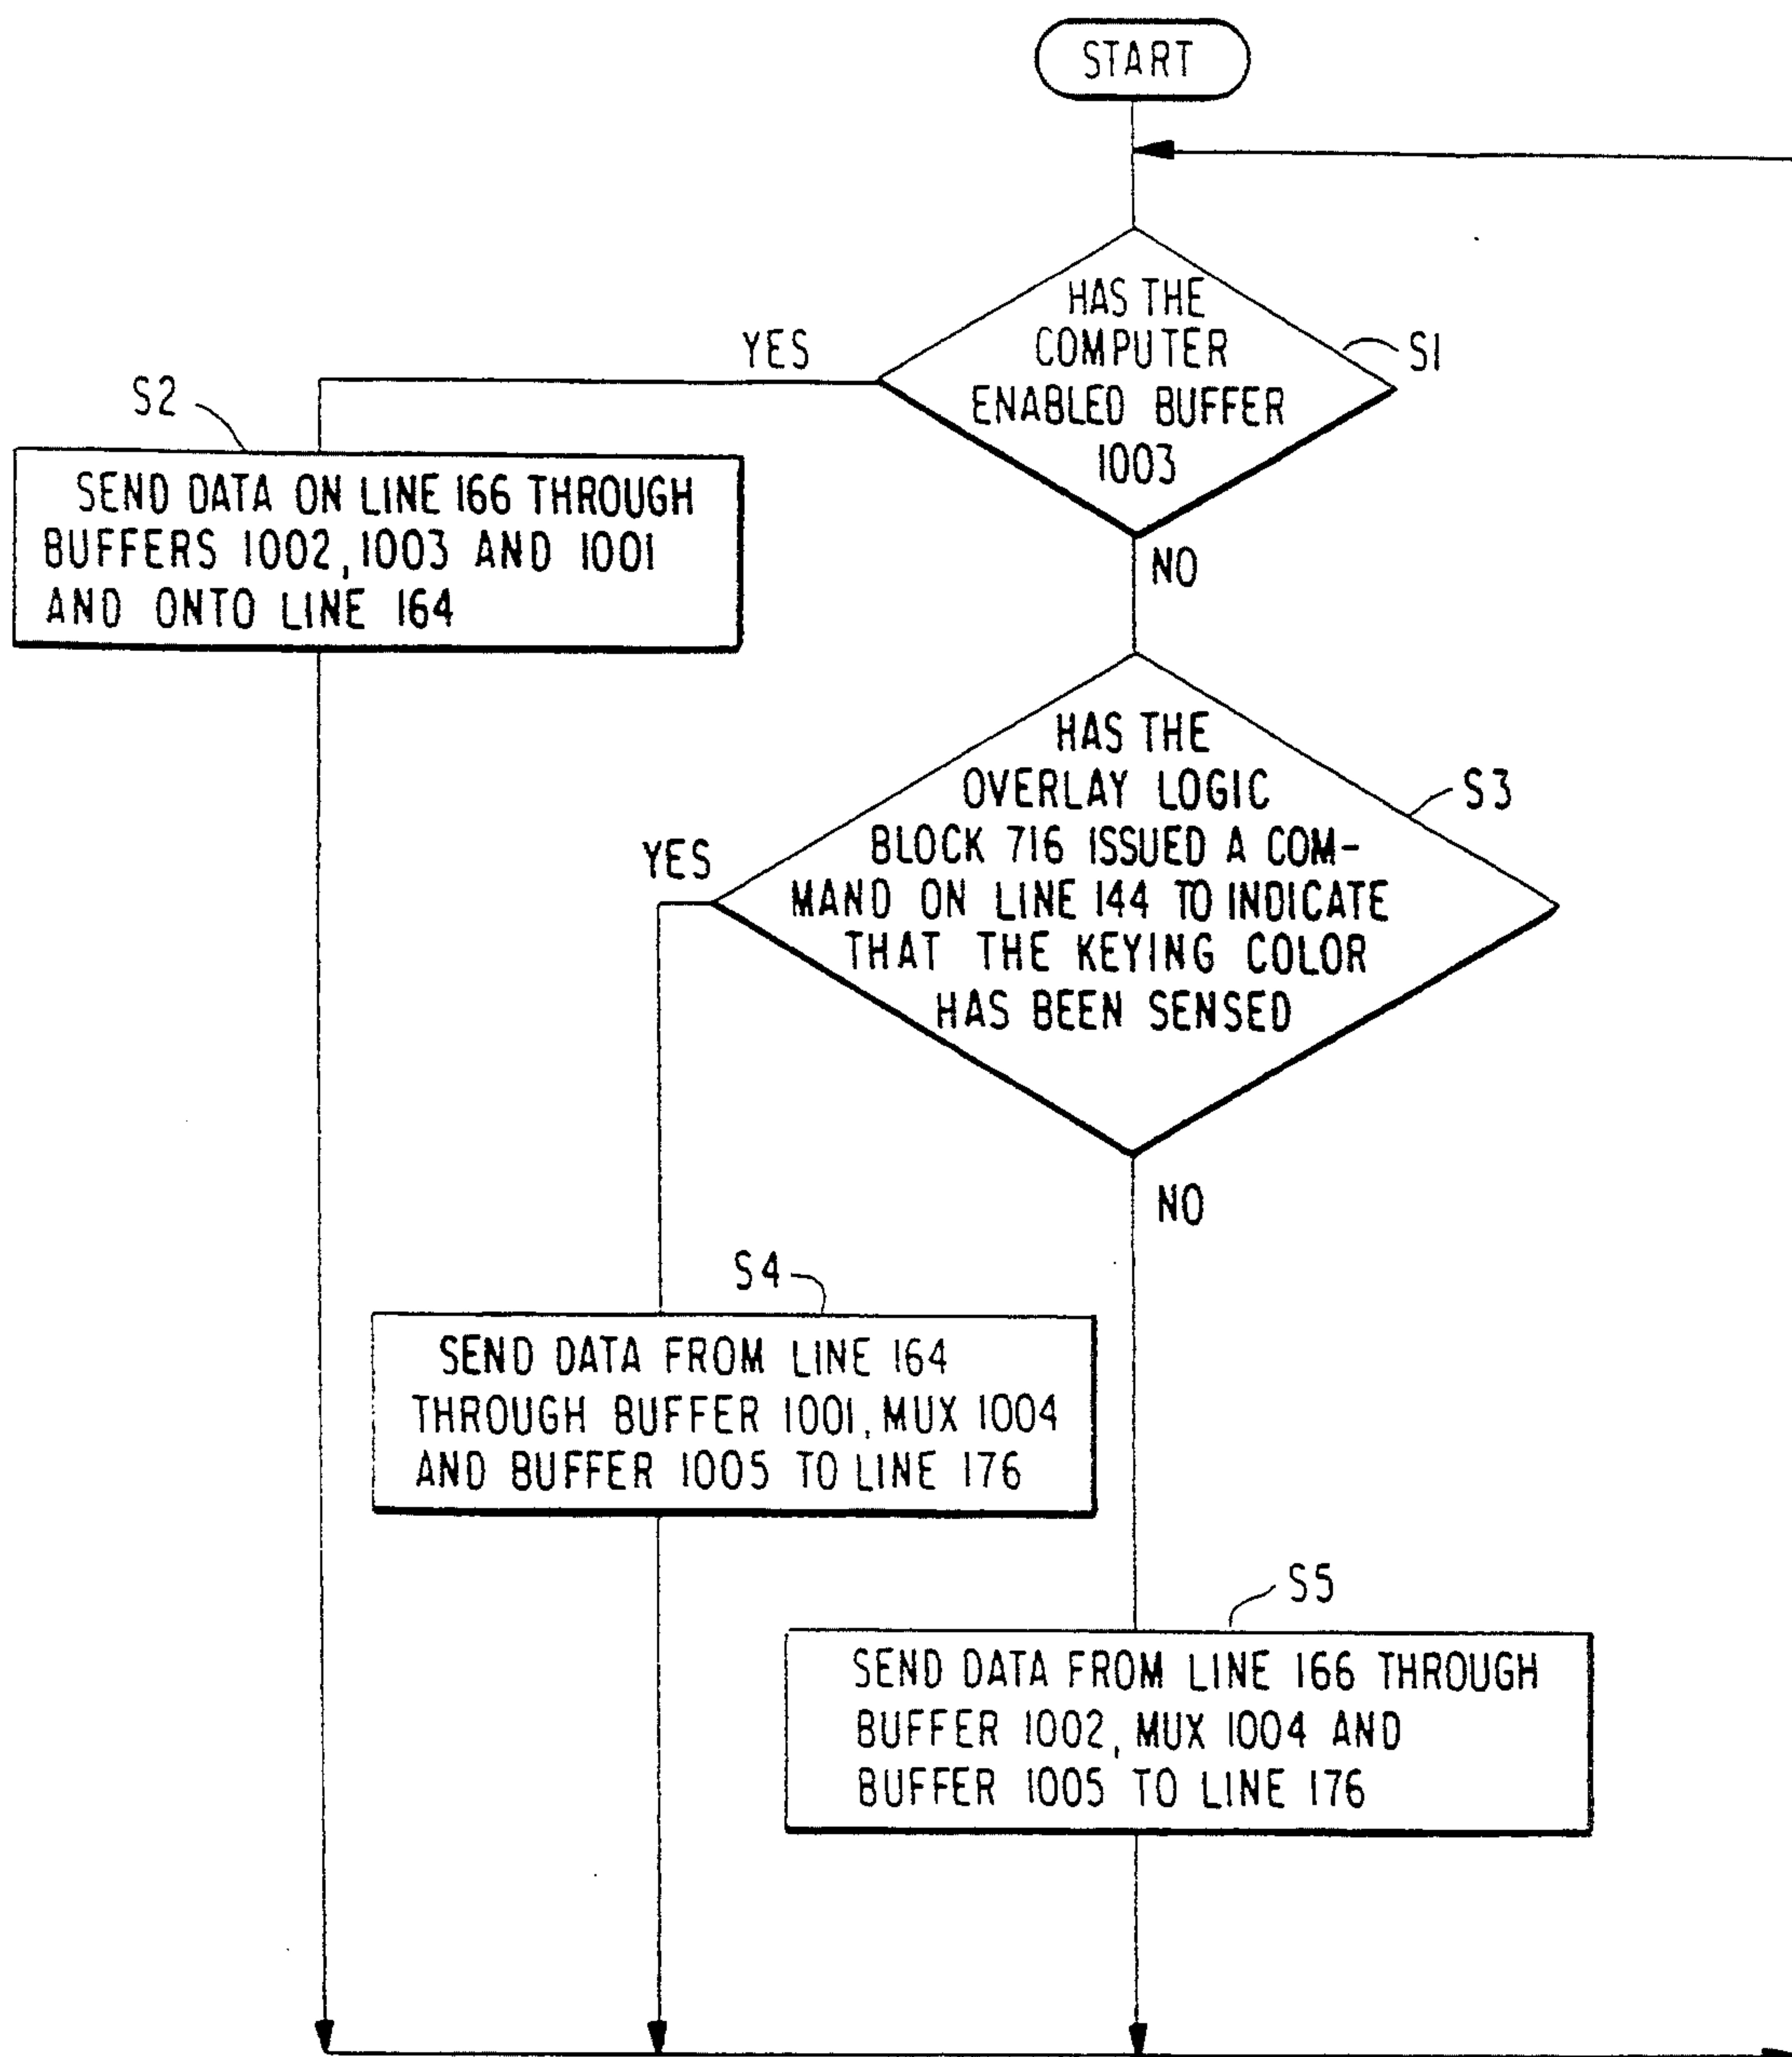 START
HAS THE
COMPUTER
ENABLED BUFFER
1003
S1
YES
NO
S2
SEND DATA ON LINE 166 THROUGH
BUFFERS 1002, 1003 AND 1001
AND ONTO LINE 164
HAS THE
OVERLAY LOGIC
BLOCK 716 ISSUED A COM-
MAND ON LINE 144 TO INDICATE
THAT THE KEYING COLOR
HAS BEEN SENSED
S3
YES
NO
S4
SEND DATA FROM LINE 164
THROUGH BUFFER 1001, MUX 1004
AND BUFFER 1005 TO LINE 176
S5
SEND DATA FROM LINE 166 THROUGH
BUFFER 1002, MUX 1004 AND
BUFFER 1005 TO LINE 176